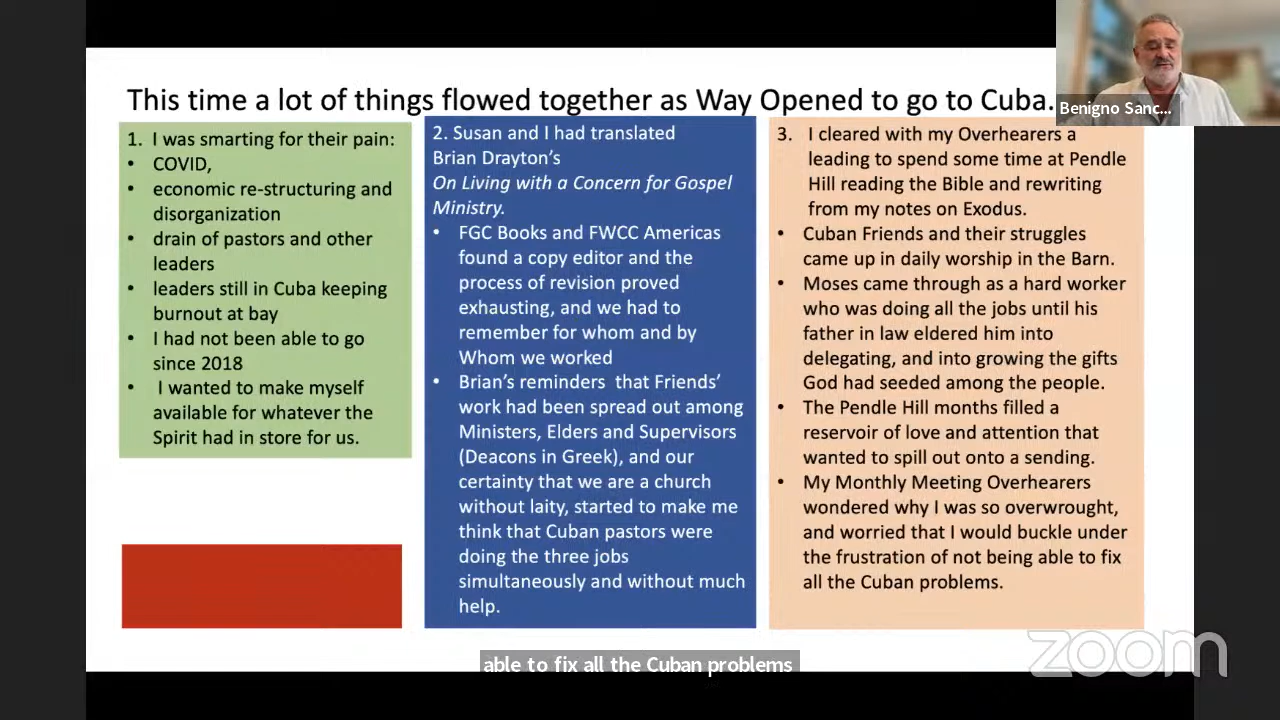 This time a lot of things flowed together as Way Opened to go to Cuba.
Benigno Sanc...
1. I was smarting for their pain:
• COVID,
• economic re-structuring and
disorganization
• drain of pastors and other
leaders
• leaders still in Cuba keeping
burnout at bay
• I had not been able to go
since 2018
• I wanted to make myself
available for whatever the
Spirit had in store for us.
2. Susan and I had translated
Brian Drayton's
On Living with a Concern for Gospel
Ministry.
• FGC Books and FWCC Americas
found a copy editor and the
process of revision proved
exhausting, and we had to
remember for whom and by
Whom we worked
• Brian's reminders that Friends'
work had been spread out among
Ministers, Elders and Supervisors
(Deacons in Greek), and our
certainty that we are a church
without laity, started to make me
think that Cuban pastors were
doing the three jobs
simultaneously and without much
help.
3. I cleared with my Overhearers a
leading to spend some time at Pendle
Hill reading the Bible and rewriting
from my notes on Exodus.
• Cuban Friends and their struggles
came up in daily worship in the Barn.
• Moses came through as a hard worker
who was doing all the jobs until his
father in law eldered him into
delegating, and into growing the gifts
God had seeded among the people.
• The Pendle Hill months filled a
reservoir of love and attention that
wanted to spill out onto a sending.
• My Monthly Meeting Overhearers
wondered why I was so overwrought,
and worried that I would buckle under
the frustration of not being able to fix
all the Cuban problems.
able to fix all the Cuban problems
zoom